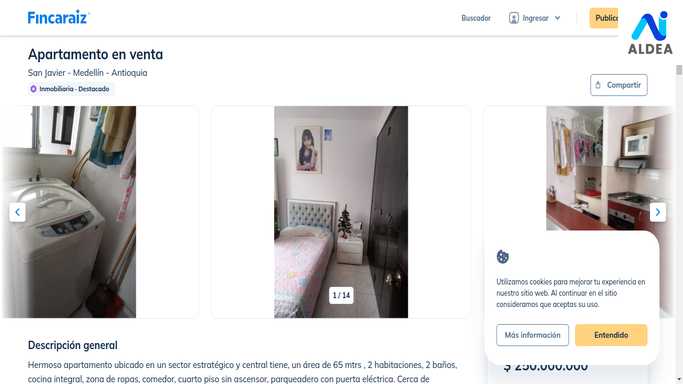 Fincaraiz
Buscador
Ingresar
Public
ALDEA
Apartamento en venta
San Javier - Medellín - Antioquia
Inmobiliaria · Destacado
Compartir
1 / 14
Utilizamos cookies para mejorar tu experiencia en
nuestro sitio web. Al continuar en el sitio
consideramos que aceptas su uso.
Más información
Entendido
$ 250.000.000
Descripción general
Hermoso apartamento ubicado en un sector estratégico y central tiene, un área de 65 mtrs , 2 habitaciones, 2 baños,
cocina integral, zona de ropas, comedor, cuarto piso sin ascensor, parqueadero con puerta eléctrica. Cerca de